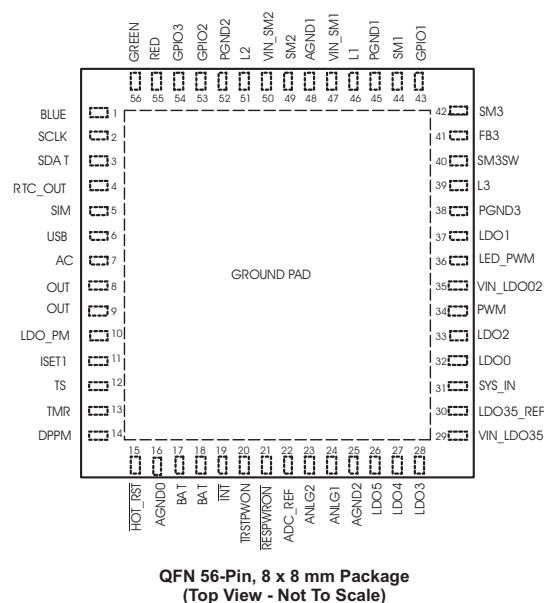 GREEN
RED
GPIO3
GPIO2
PGND2
L2
VIN_SM2
SM2
AGND1
VIN_SM1
L1
PGND1
SM1
GPIO1
56 55 54 53 52 51 50 49 48 47 46 45 44 43
BLUE 1
SCLK 2
SDAT 3
RTC_OUT 4
SIM 5
USB 6
AC 7
OUT 8
OUT 9
LDO_PM 10
ISET1 11
TS 12
TMR 13
DPPM 14
GROUND PAD
42 SM3
41 FB3
40 SM3SW
39 L3
38 PGND3
37 LDO1
36 LED_PWM
35 VIN_LDO02
34 PWM
33 LDO2
32 LDO0
31 SYS_IN
30 LDO35_REF
29 VIN_LDO35
15 16 17 18 19 20 21 22 23 24 25 26 27 28
HOT_RST
AGND0
BAT
BAT
INT
TRSTPWON
RESPWRON
ADC_REF
ANLG2
ANLG1
AGND2
LDO5
LDO4
LDO3
QFN 56-Pin, 8 x 8 mm Package
(Top View - Not To Scale)